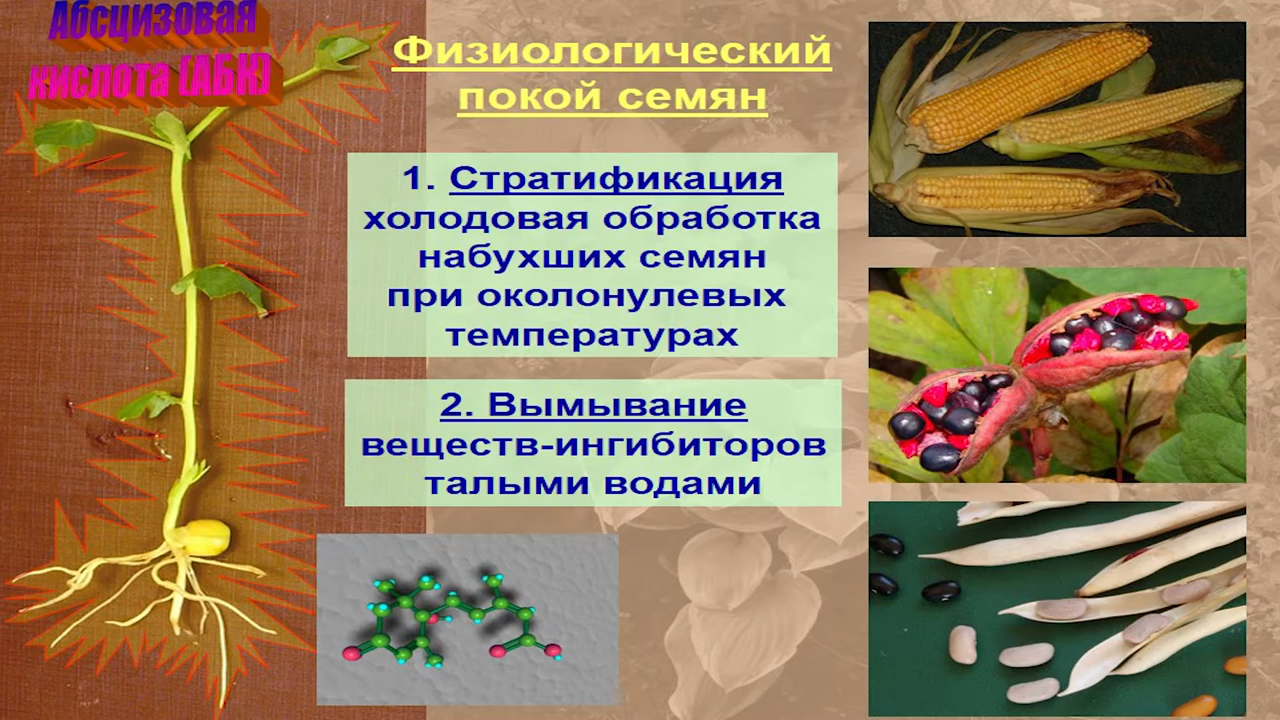 Абсцизовая
кислота (АБК)
Физиологический
покой семян
1. Стратификация
холодовая обработка
набухших семян
при околонулевых
температурах
2. Вымывание
веществ-ингибиторов
талыми водами